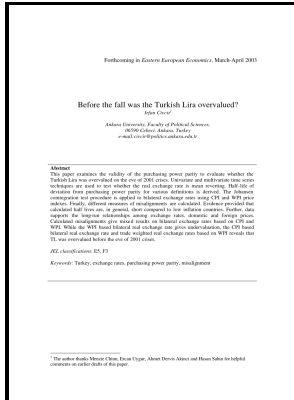 Forthcoming in Eastern European Economics, March-April 2003
Before the fall was the Turkish Lira overvalued?
Irfan Civcir¹
Ankara University, Faculty of Political Sciences,
06590 Cebeci, Ankara, Turkey
e-mail:civcir@politics.ankara.edu.tr
Abstract
This paper examines the validity of the purchasing power parity to evaluate whether the
Turkish Lira was overvalued on the eve of 2001 crises. Univariate and multivariate time series
techniques are used to test whether the real exchange rate is mean reverting. Half-life of
deviation from purchasing power parity for various definitions is derived. The Johansen
cointegration test procedure is applied to bilateral exchange rates using CPI and WPI price
indexes. Finally, different measures of misalignments are calculated. Evidence provided that
calculated half lives are, in general, short compared to low inflation countries. Further, data
supports the long-run relationships among exchange rates, domestic and foreign prices.
Calculated misalignments give mixed results on bilateral exchange rates based on CPI and
WPI. While the WPI based bilateral exchange rate gives undervaluation, the CPI based
bilateral real exchange rate and trade weighted real exchange rates based on WPI reveals that
TL was overvalued before the eve of 2001 crises.
JEL classifications: E5, F3
Keywords: Turkey, exchange rates, purchasing power parity, misalignment
¹ The author thanks Menzie Chinn, Ercan Uygur, Ahmet Dervis Aktuci and Hasan Sahin for helpful
comments on earlier drafts of this paper.